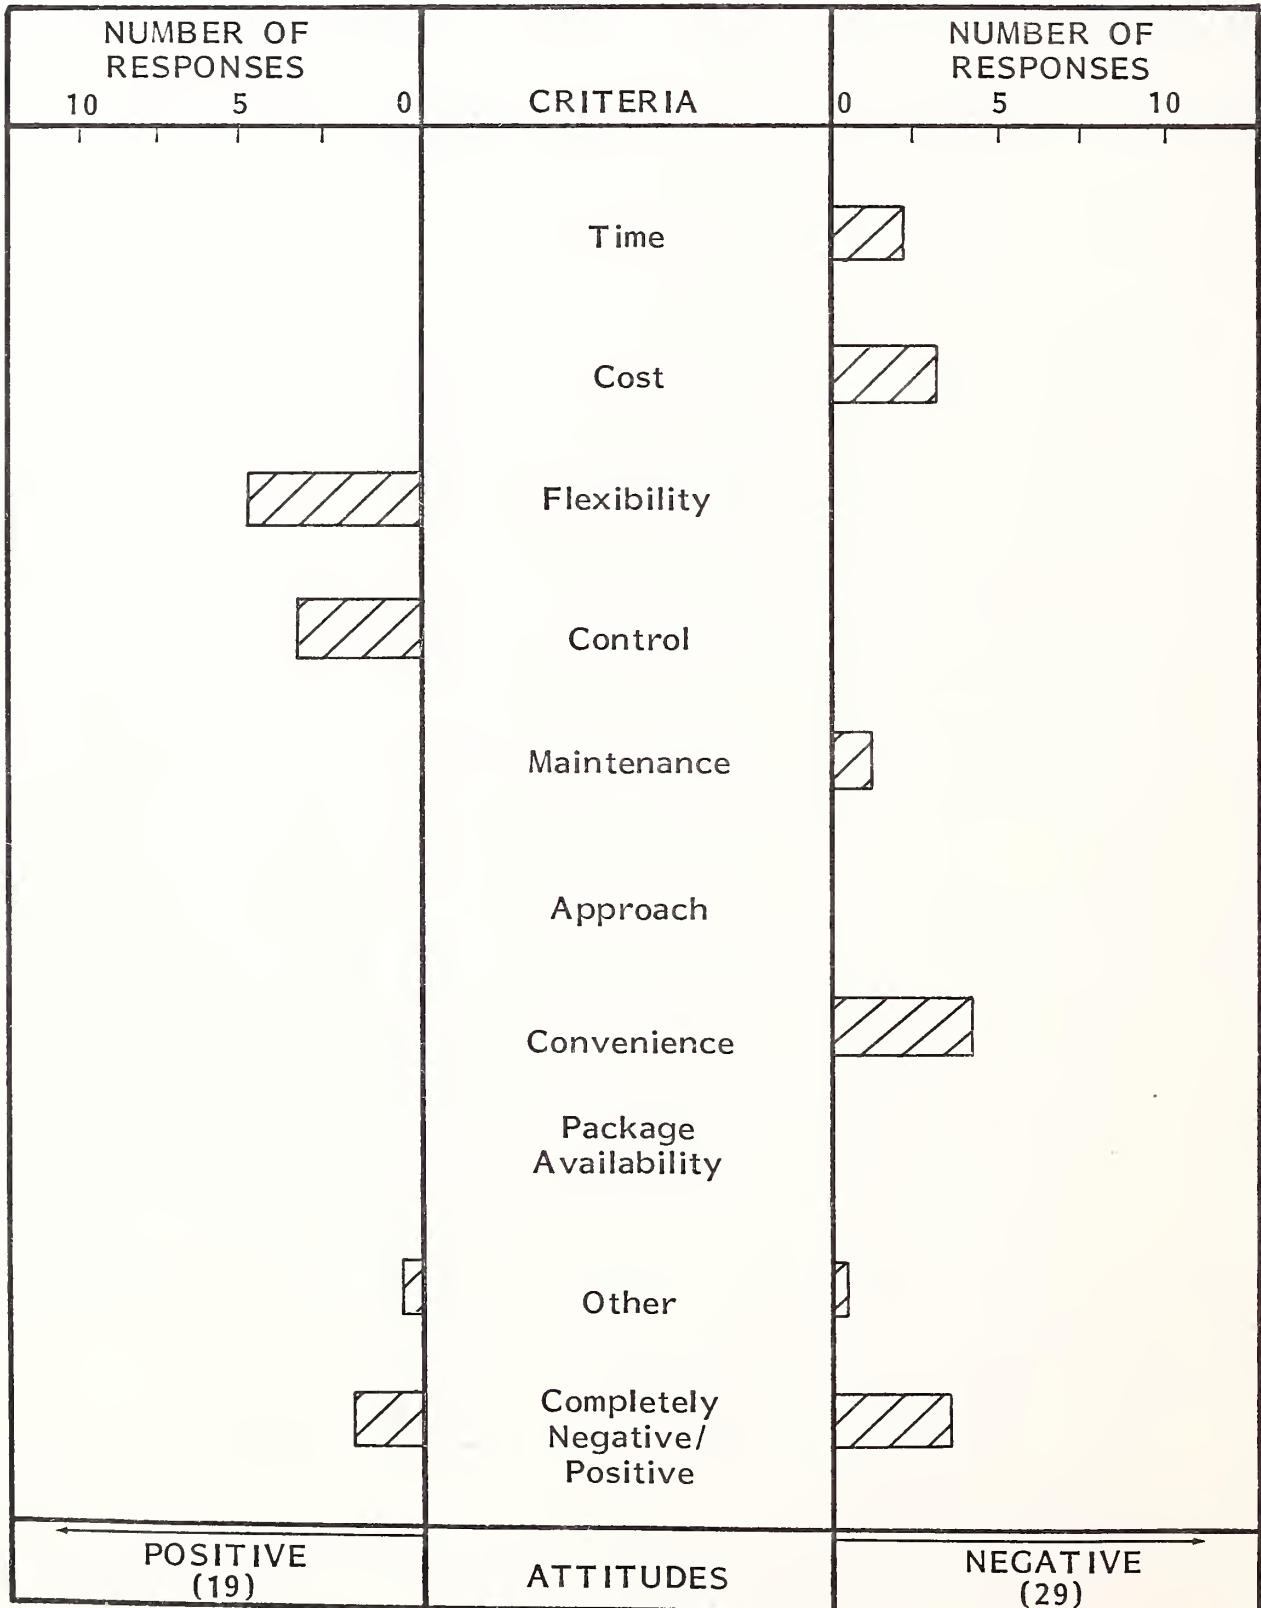 NUMBER OF
RESPONSES
10 5 0
CRITERIA
NUMBER OF
RESPONSES
0 5 10
Time
Cost
Flexibility
Control
Maintenance
Approach
Convenience
Package
Availability
Other
Completely
Negative/
Positive
POSITIVE
(19)
ATTITUDES
NEGATIVE
(29)